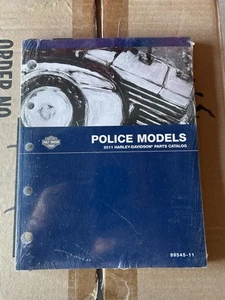 ORDER NO
POLICE MODELS
2011 HARLEY-DAVIDSON® PARTS CATALOG
99545-11